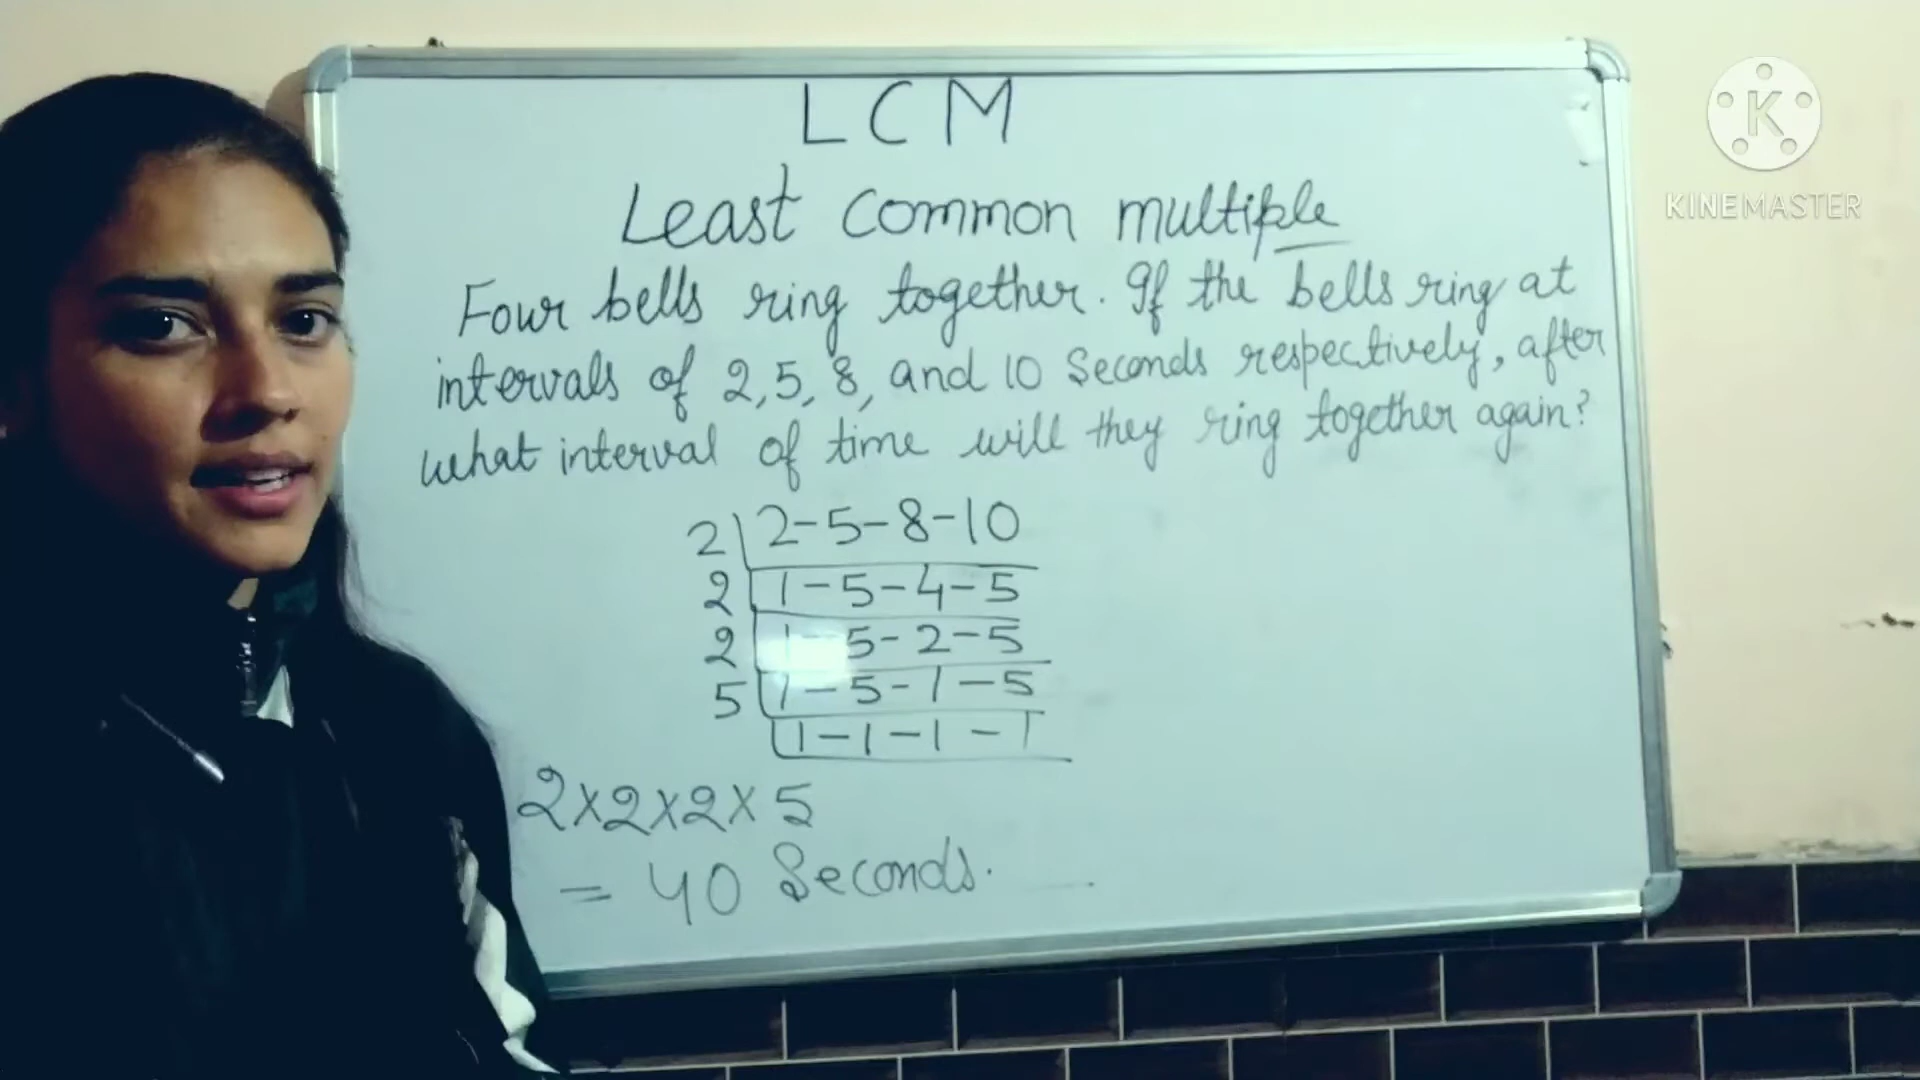 LCM
Least common multiple
Four bells ring together. If the bells ring at
intervals of 2, 5, 8, and 10 Seconds respectively, after
what interval of time will they ring together again?
2 | 2-5-8-10
2 | 1-5-4-5
2 | 1-5-2-5
5 | 1-5-1-5
1-1-1-1
2x2x2x5
= 40 Seconds.
K
KINEMASTER